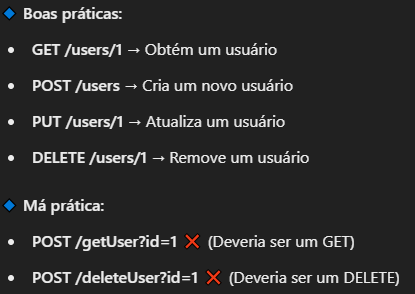 🔹 Boas práticas:
• GET /users/1 → Obtém um usuário
• POST /users → Cria um novo usuário
• PUT /users/1 → Atualiza um usuário
• DELETE /users/1 → Remove um usuário
🔹 Má prática:
• POST /getUser?id=1 ❌ (Deveria ser um GET)
• POST /deleteUser?id=1 ❌ (Deveria ser um DELETE)